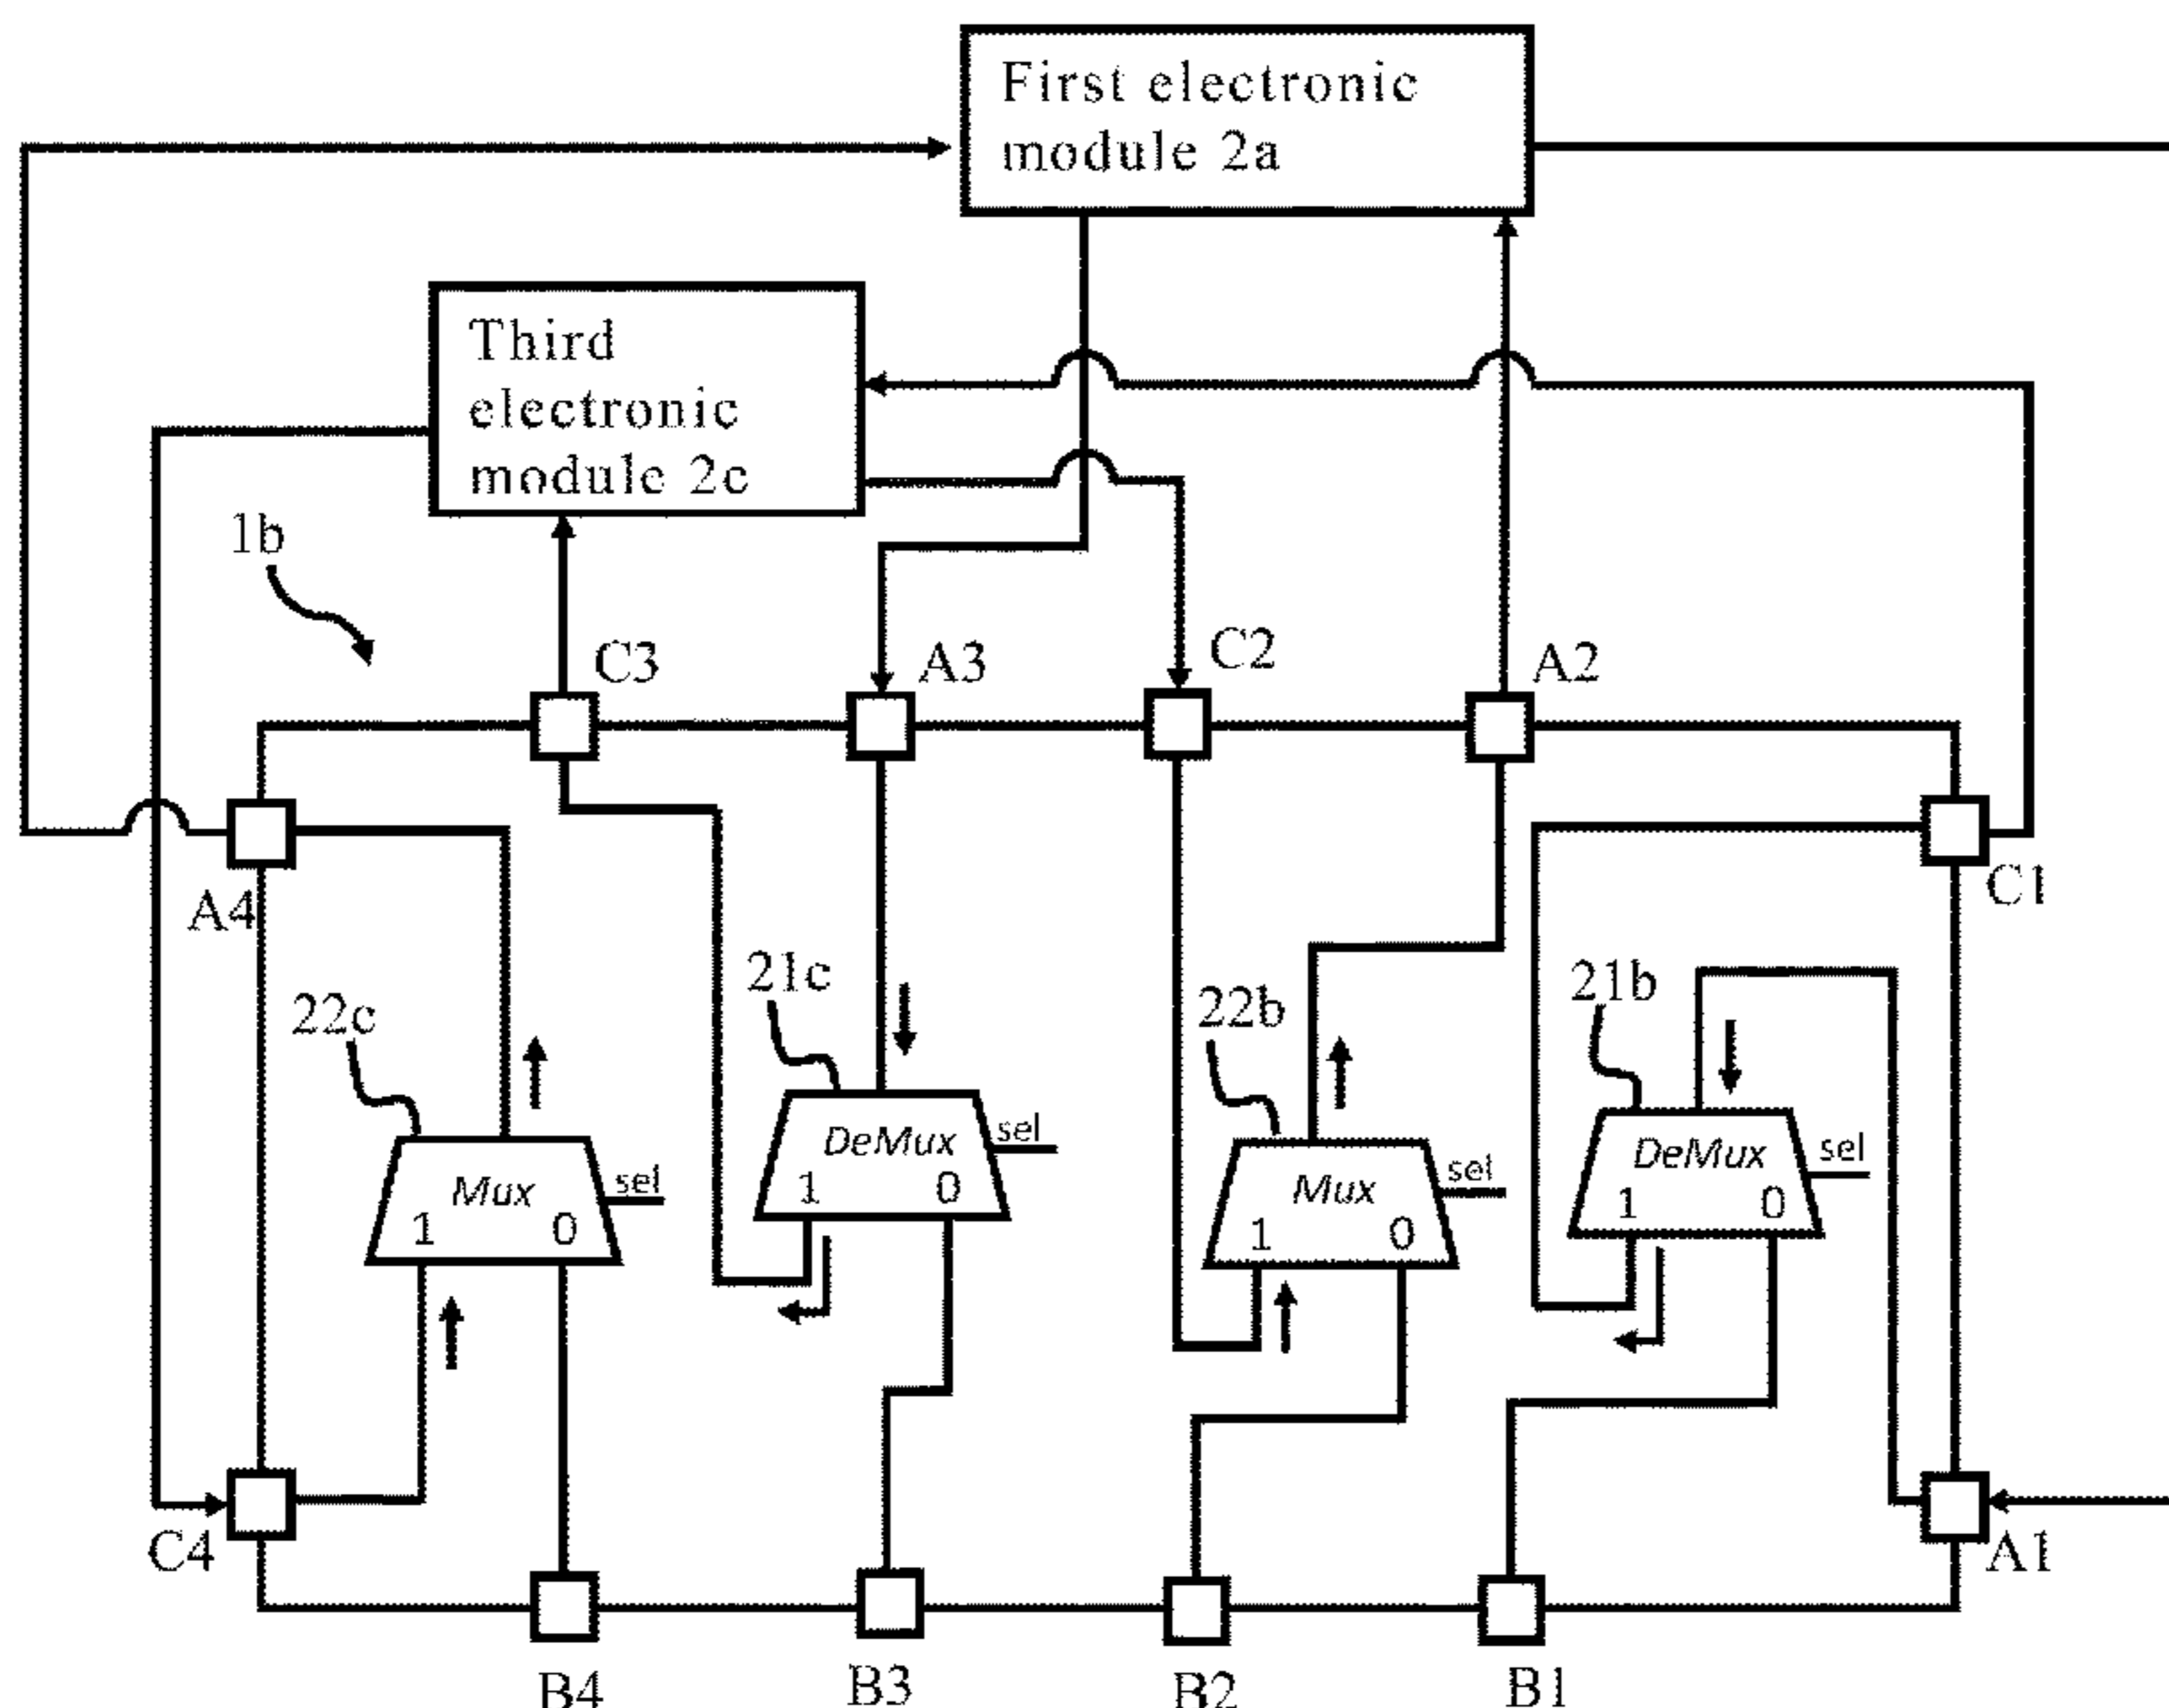 First electronic
module 2a
Third
electronic
module 2c
1b
C3
A3
C2
A2
A4
C1
22c
21c
22b
21b
Mux
1
0
sel
DeMux
1
0
sel
Mux
1
0
sel
DeMux
1
0
sel
C4
A1
B4
B3
B2
B1